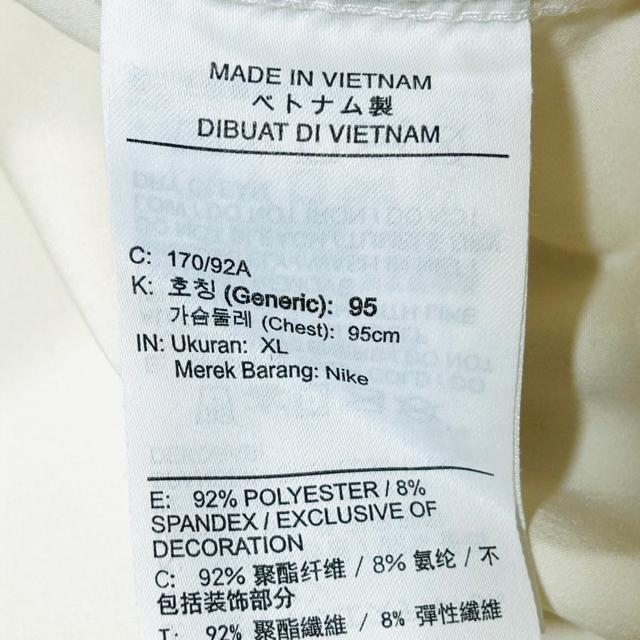 MADE IN VIETNAM
ベトナム製
DIBUAT DI VIETNAM
C: 170/92A
K: 호칭 (Generic): 95
가슴둘레 (Chest): 95cm
IN: Ukuran: XL
Merek Barang: Nike
E: 92% POLYESTER / 8%
SPANDEX / EXCLUSIVE OF
DECORATION
C: 92% 聚酯纤维 / 8% 氨纶 / 不
包括装饰部分
T: 92% 聚酯纖維 / 8% 彈性纖維